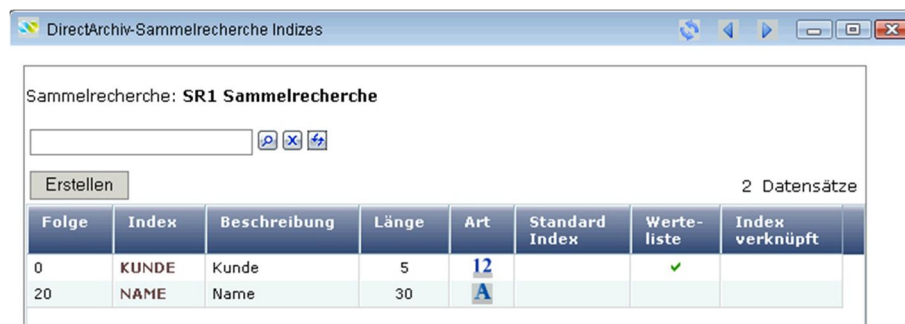 DirectArchiv-Sammelrecherche Indizes
Sammelrecherche: SR1 Sammelrecherche
Erstellen
2 Datensätze
Folge Index Beschreibung Länge Art Standard Index Werte-liste Index verknüpft
0 KUNDE Kunde 5 12
20 NAME Name 30 A